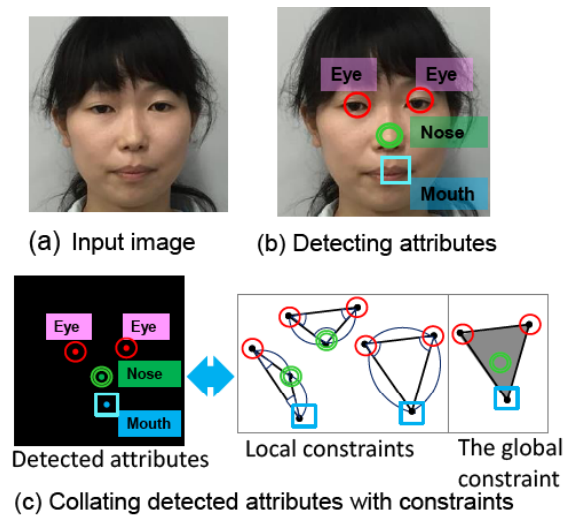 Eye
Eye
Nose
Mouth
(a) Input image
(b) Detecting attributes
Eye
Eye
Nose
Mouth
Detected attributes
Local constraints
The global
constraint
(c) Collating detected attributes with constraints